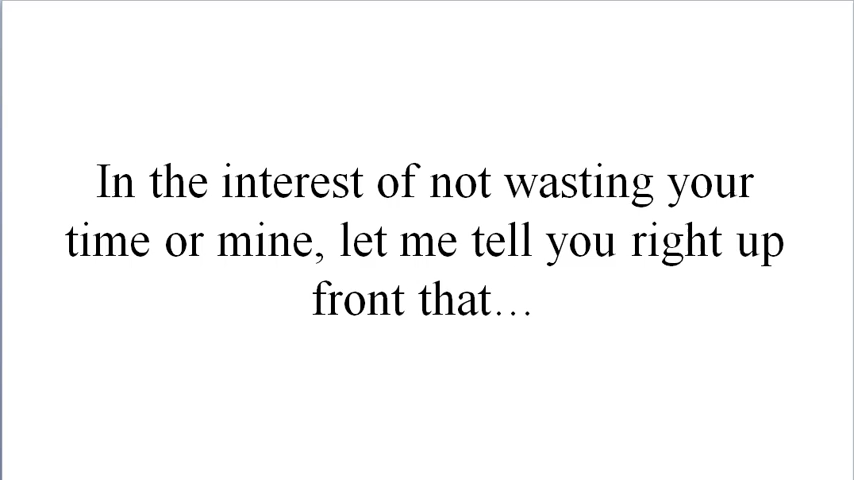 In the interest of not wasting your
time or mine, let me tell you right up
front that…